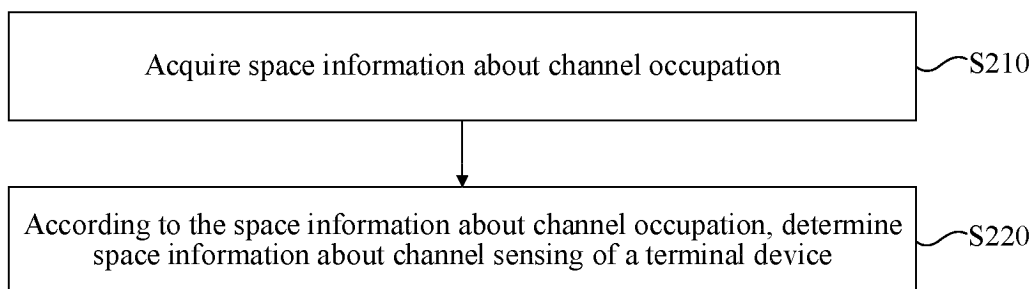 Acquire space information about channel occupation
S210
According to the space information about channel occupation, determine
space information about channel sensing of a terminal device
S220